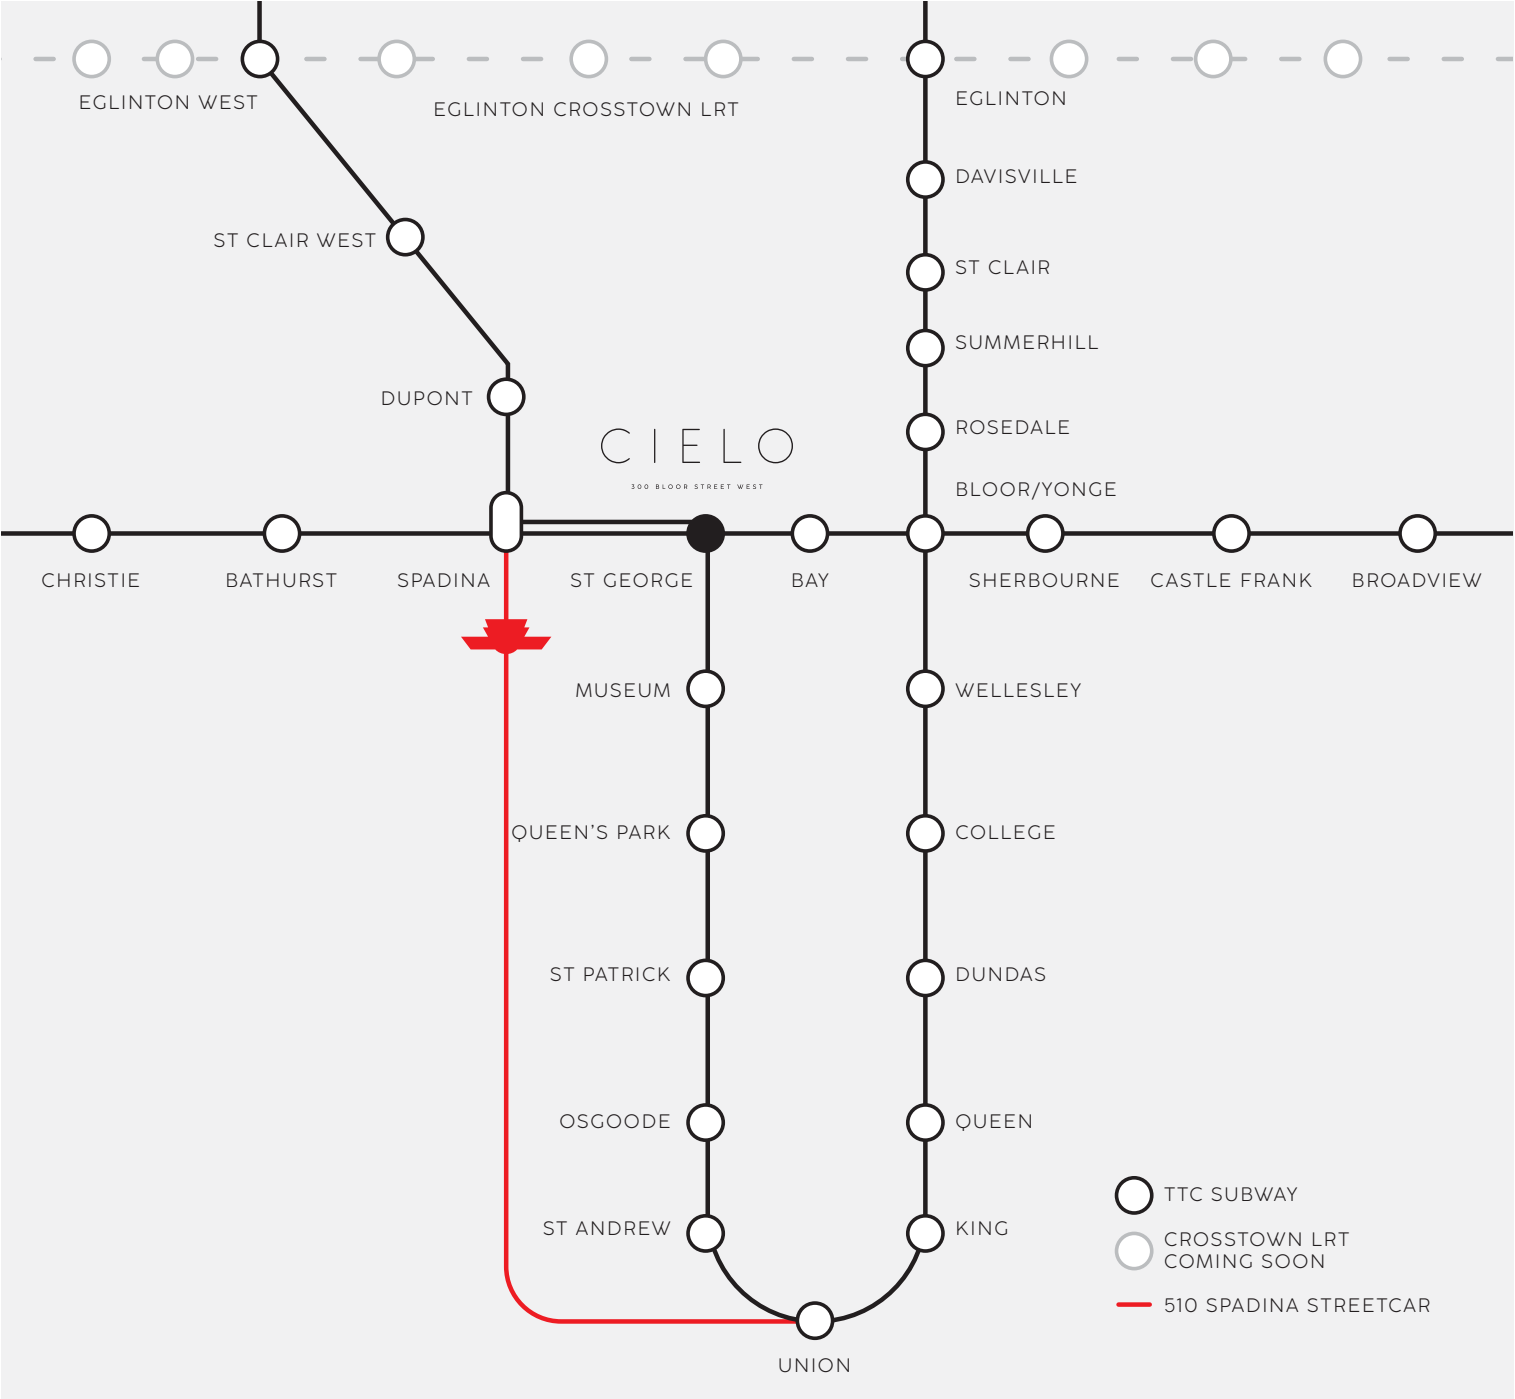 EGLINTON WEST
EGLINTON CROSSTOWN LRT
EGLINTON
DAVISVILLE
ST CLAIR WEST
ST CLAIR
SUMMERHILL
DUPONT
ROSEDALE
CIELO
300 BLOOR STREET WEST
BLOOR/YONGE
CHRISTIE
BATHURST
SPADINA
ST GEORGE
BAY
SHERBOURNE
CASTLE FRANK
BROADVIEW
MUSEUM
WELLESLEY
QUEEN’S PARK
COLLEGE
ST PATRICK
DUNDAS
OSGOODE
QUEEN
ST ANDREW
KING
UNION
TTC SUBWAY
CROSSTOWN LRT
COMING SOON
510 SPADINA STREETCAR